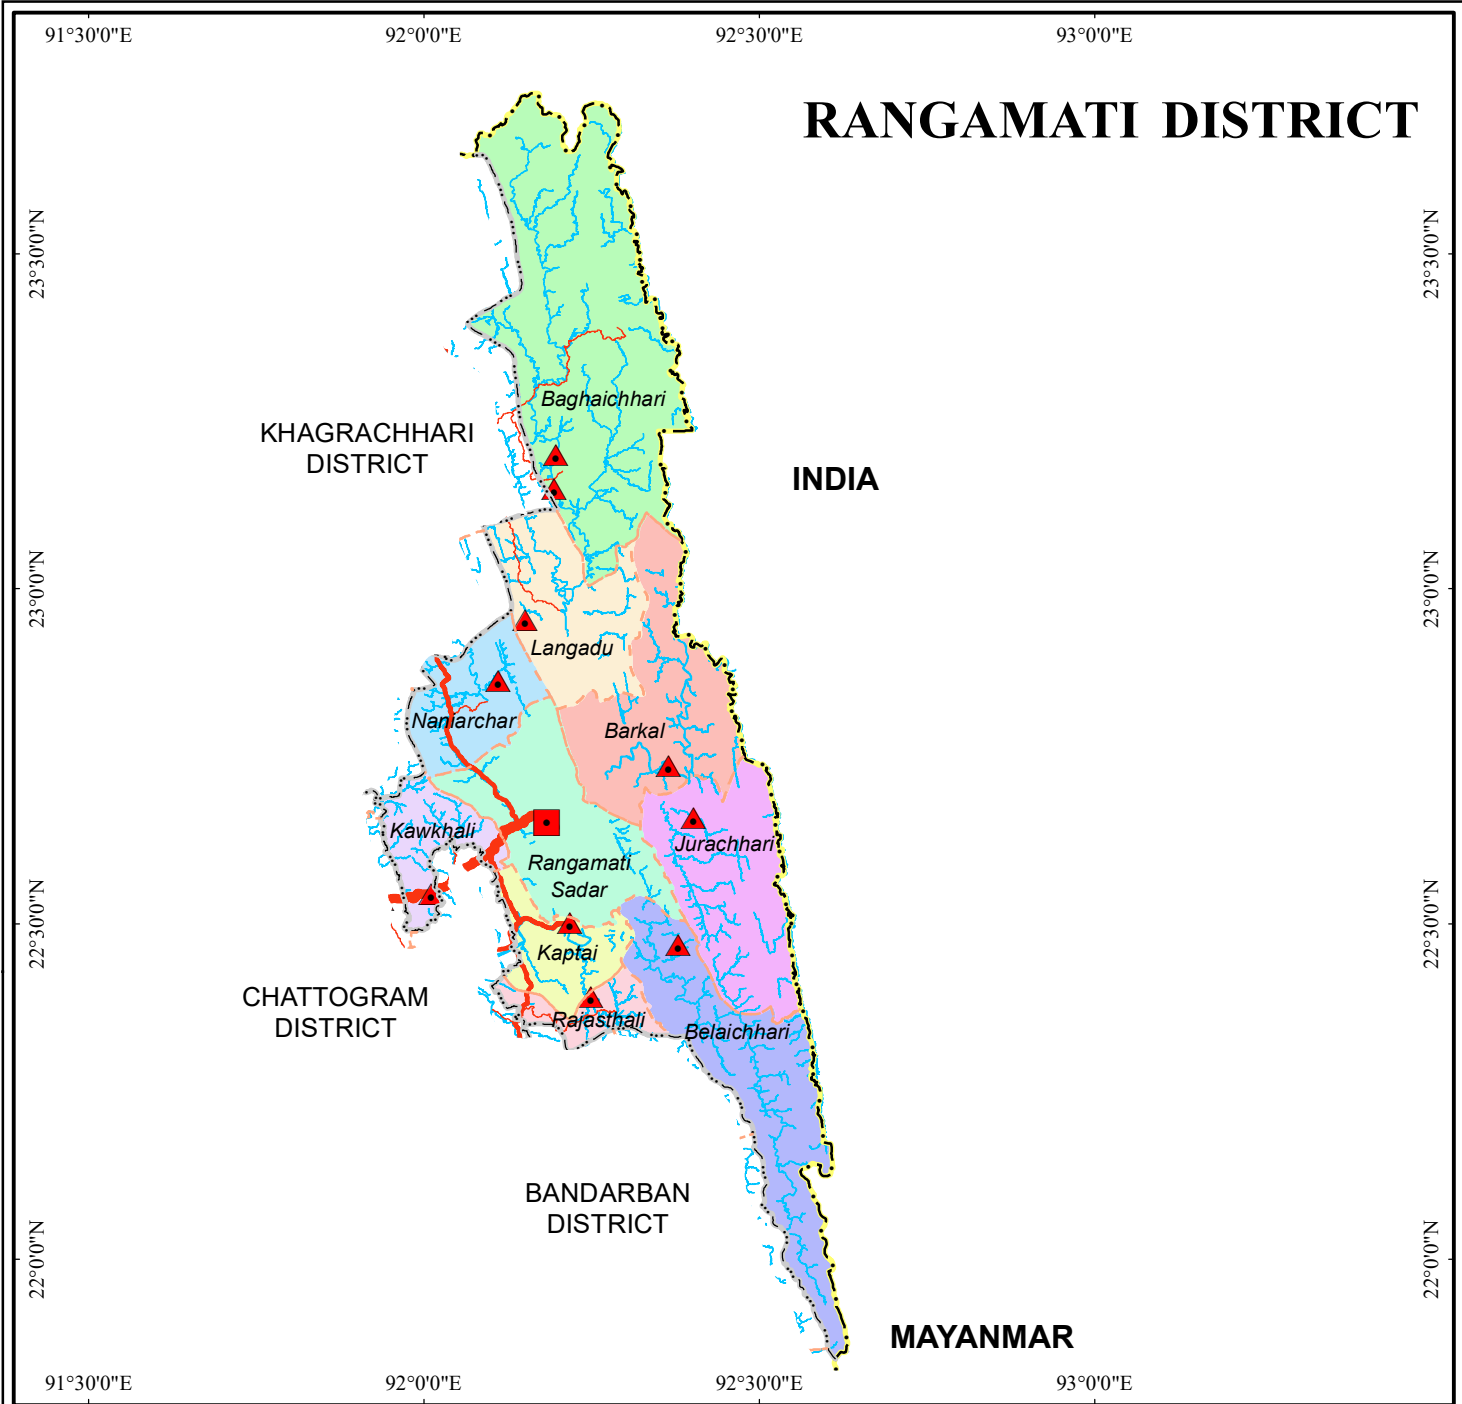 91°30'0"E 92°0'0"E 92°30'0"E 93°0'0"E
RANGAMATI DISTRICT
23°30'0"N 23°30'0"N
Baghaichhari
KHAGRACHHARI
DISTRICT
INDIA
23°0'0"N 23°0'0"N
Langadu
Naniarchar
Barkal
Kawkhali
Jurachhari
Rangamati
Sadar
22°30'0"N 22°30'0"N
Kaptai
CHATTOGRAM
DISTRICT
Rajasthali
Belaichhari
BANDARBAN
DISTRICT
22°0'0"N 22°0'0"N
MAYANMAR
91°30'0"E 92°0'0"E 92°30'0"E 93°0'0"E